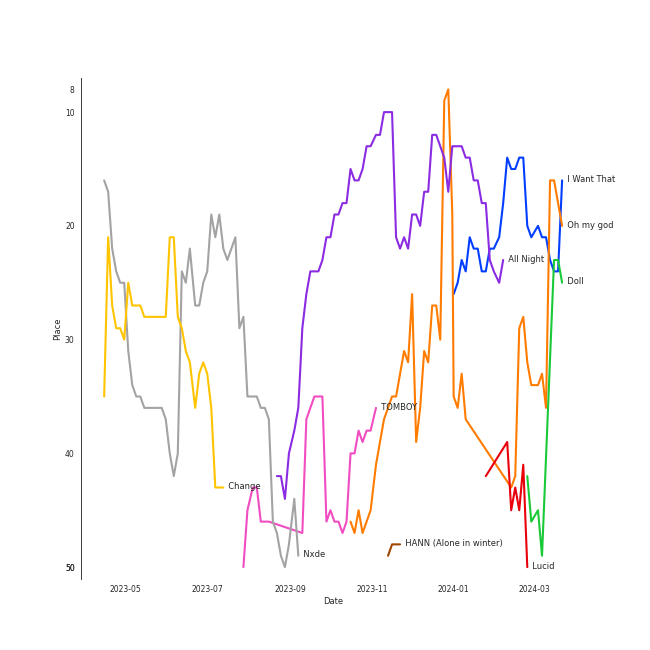 8
10
20
30
40
50
Place
I Want That
Oh my god
All Night
Doll
TOMBOY
Change
HANN (Alone in winter)
Nxde
Lucid
2023-05
2023-07
2023-09
2023-11
2024-01
2024-03
Date